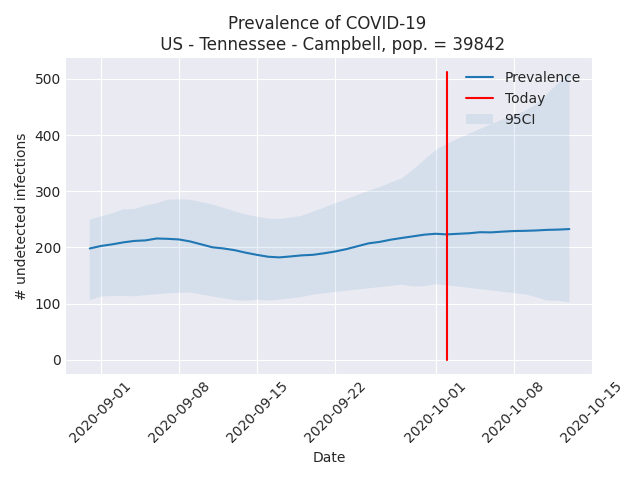 Prevalence of COVID-19
US - Tennessee - Campbell, pop. = 39842
500
400
300
200
100
0
# undetected infections
Prevalence
Today
95CI
2020-09-01
2020-09-08
2020-09-15
2020-09-22
2020-10-01
2020-10-08
2020-10-15
Date